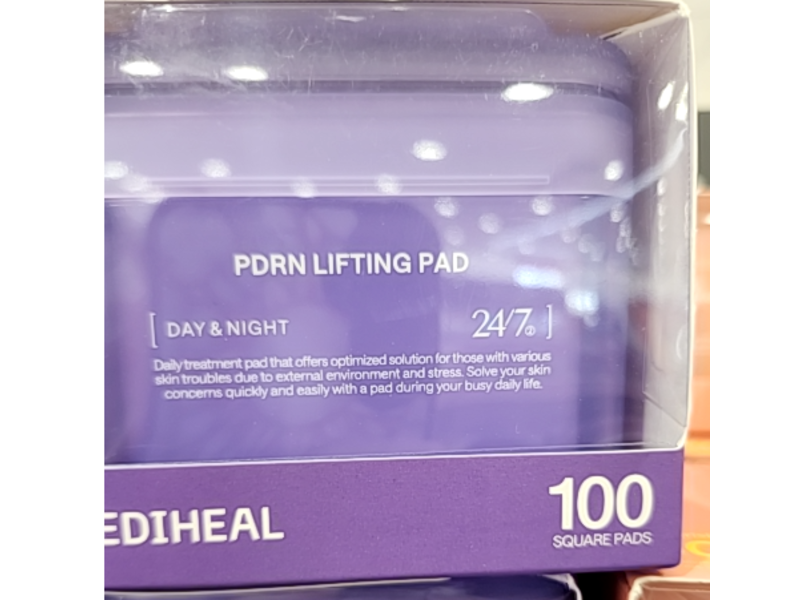 PDRN LIFTING PAD
[ DAY & NIGHT 24/7 ]
Daily treatment pad that offers optimized solution for those with various
skin troubles due to external environment and stress. Solve your skin
concerns quickly and easily with a pad during your busy daily life.
EDIHEAL
100
SQUARE PADS